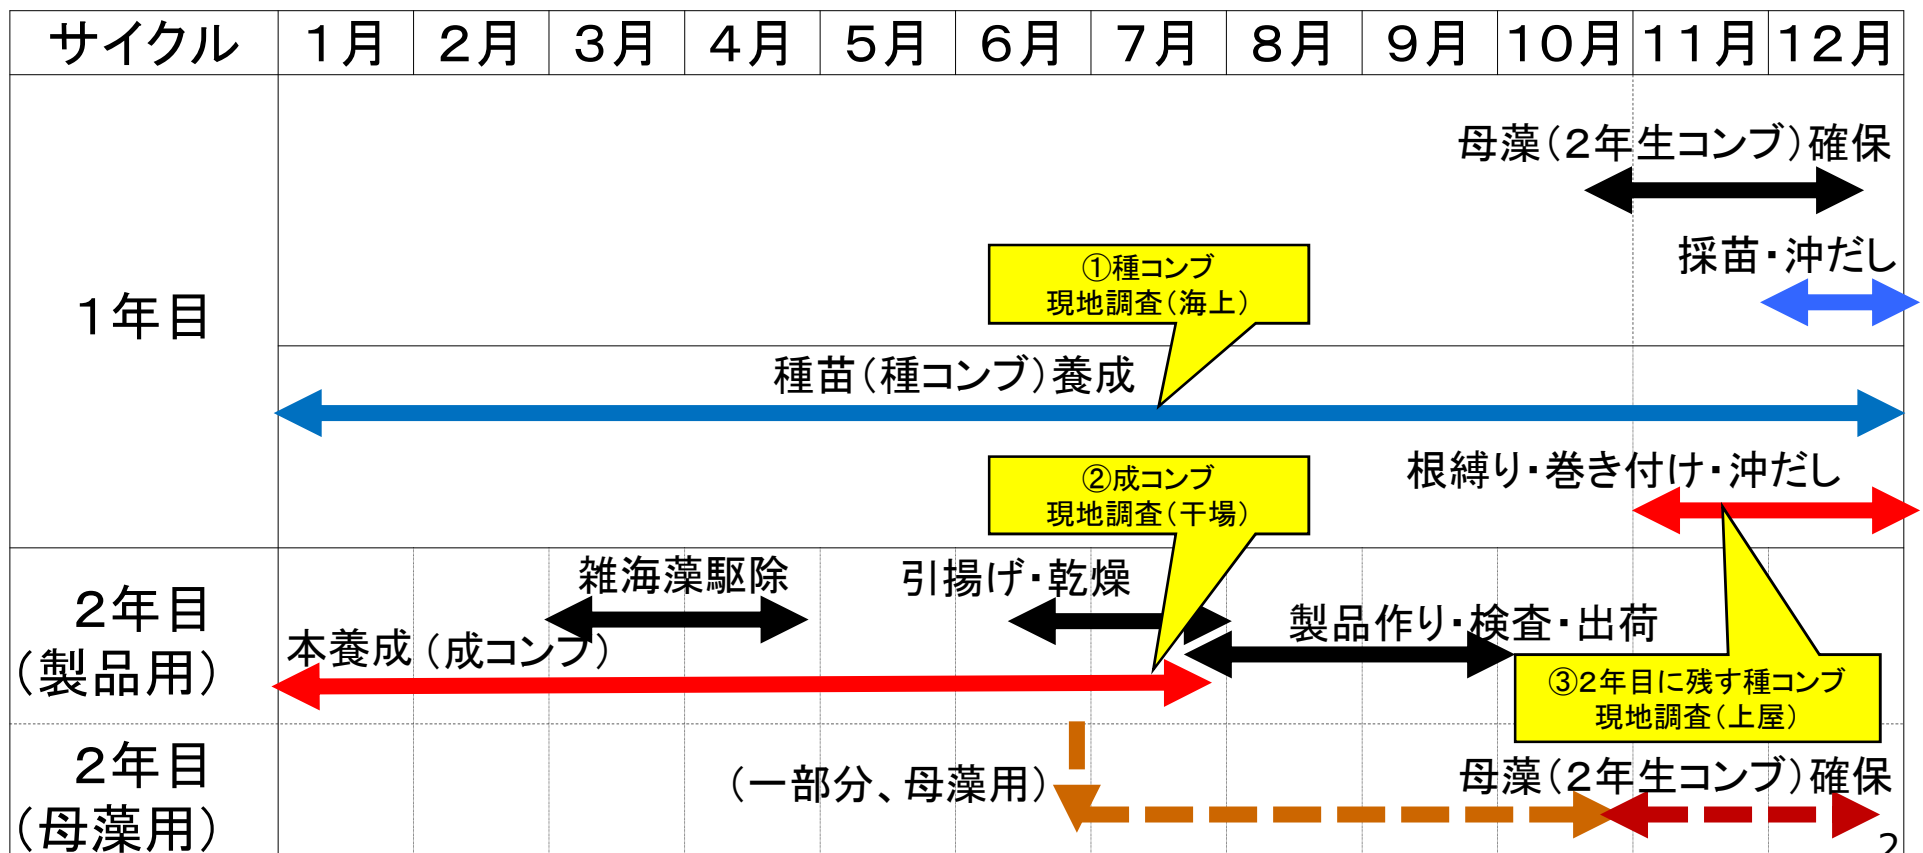 サイクル 1月 2月 3月 4月 5月 6月 7月 8月 9月 10月 11月 12月
1年目
母藻(2年生コンブ)確保
採苗・沖だし
①種コンブ
現地調査(海上)
種苗(種コンブ)養成
②成コンブ
現地調査(干場)
根縛り・巻き付け・沖だし
2年目
(製品用)
雑海藻駆除
引揚げ・乾燥
製品作り・検査・出荷
本養成(成コンブ)
③2年目に残す種コンブ
現地調査(上屋)
2年目
(母藻用)
(一部分、母藻用)
母藻(2年生コンブ)確保
2